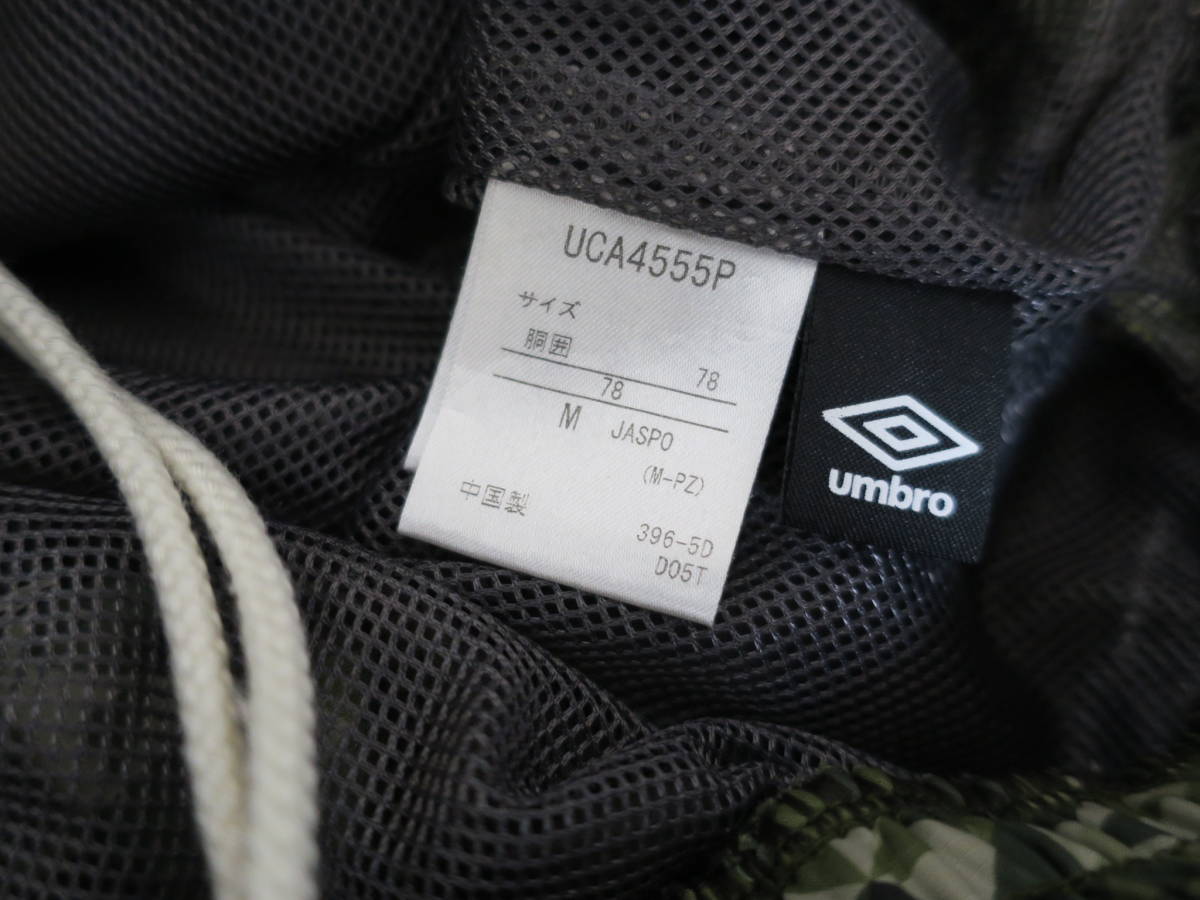 UCA4555P
サイズ
胴囲
78
78
M JASPO
(M-PZ)
中国製
396-5D
D05T
umbro